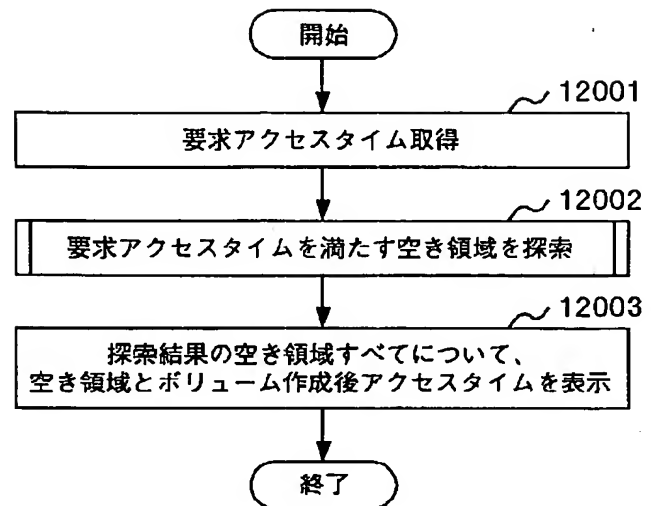 開始
12001
要求アクセスタイム取得
12002
要求アクセスタイムを満たす空き領域を探索
12003
探索結果の空き領域すべてについて、
空き領域とボリューム作成後アクセスタイムを表示
終了